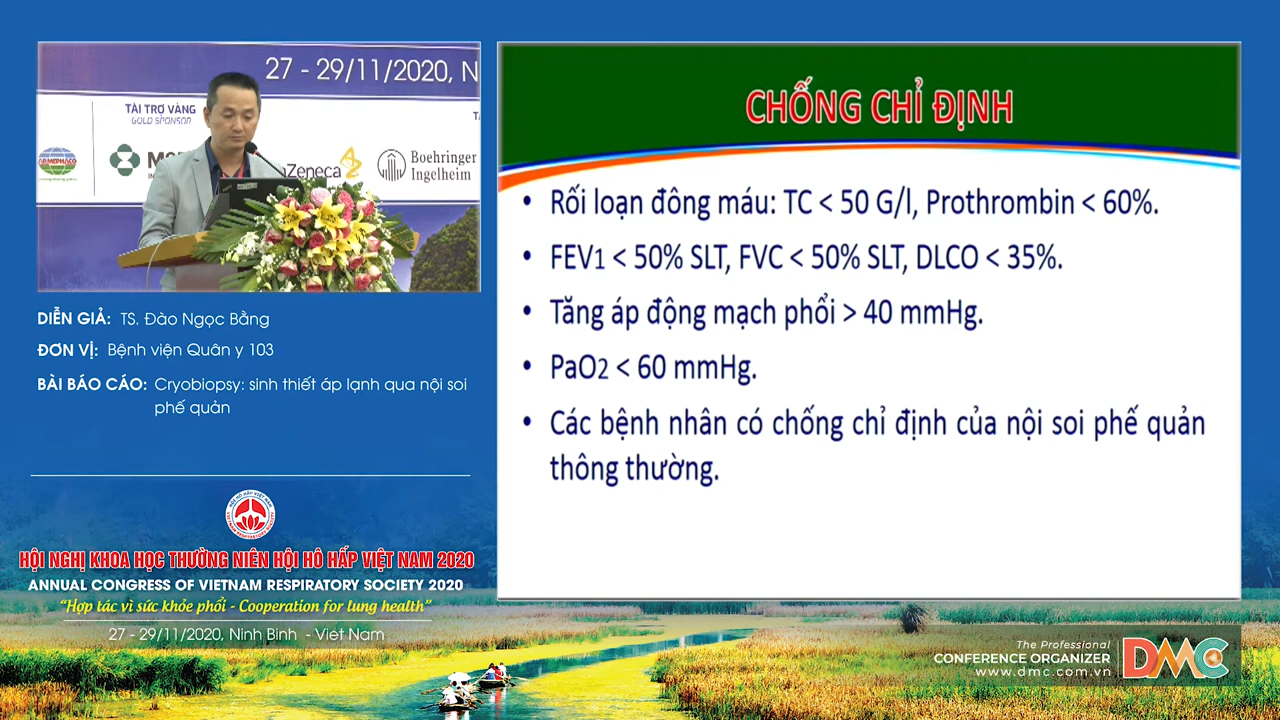 27 - 29/11/2020, N
TÀI TRỢ VÀNG
GOLD SPONSOR
ARMEPHACO
Boehringer
Ingelheim
DIỄN GIẢ: TS. Đào Ngọc Bằng
ĐƠN VỊ: Bệnh viện Quân y 103
BÀI BÁO CÁO: Cryobiopsy: sinh thiết áp lạnh qua nội soi
phế quản
HỘI NGHỊ KHOA HỌC THƯỜNG NIÊN HỘI HÔ HẤP VIỆT NAM 2020
ANNUAL CONGRESS OF VIETNAM RESPIRATORY SOCIETY 2020
“Hợp tác vì sức khỏe phổi - Cooperation for lung health”
27 - 29/11/2020, Ninh Binh - Viet Nam
CHỐNG CHỈ ĐỊNH
• Rối loạn đông máu: TC < 50 G/l, Prothrombin < 60%.
• FEV1 < 50% SLT, FVC < 50% SLT, DLCO < 35%.
• Tăng áp động mạch phổi > 40 mmHg.
• PaO2 < 60 mmHg.
• Các bệnh nhân có chống chỉ định của nội soi phế quản
thông thường.
The Professional
CONFERENCE ORGANIZER
www.dmc.com.vn
DMC